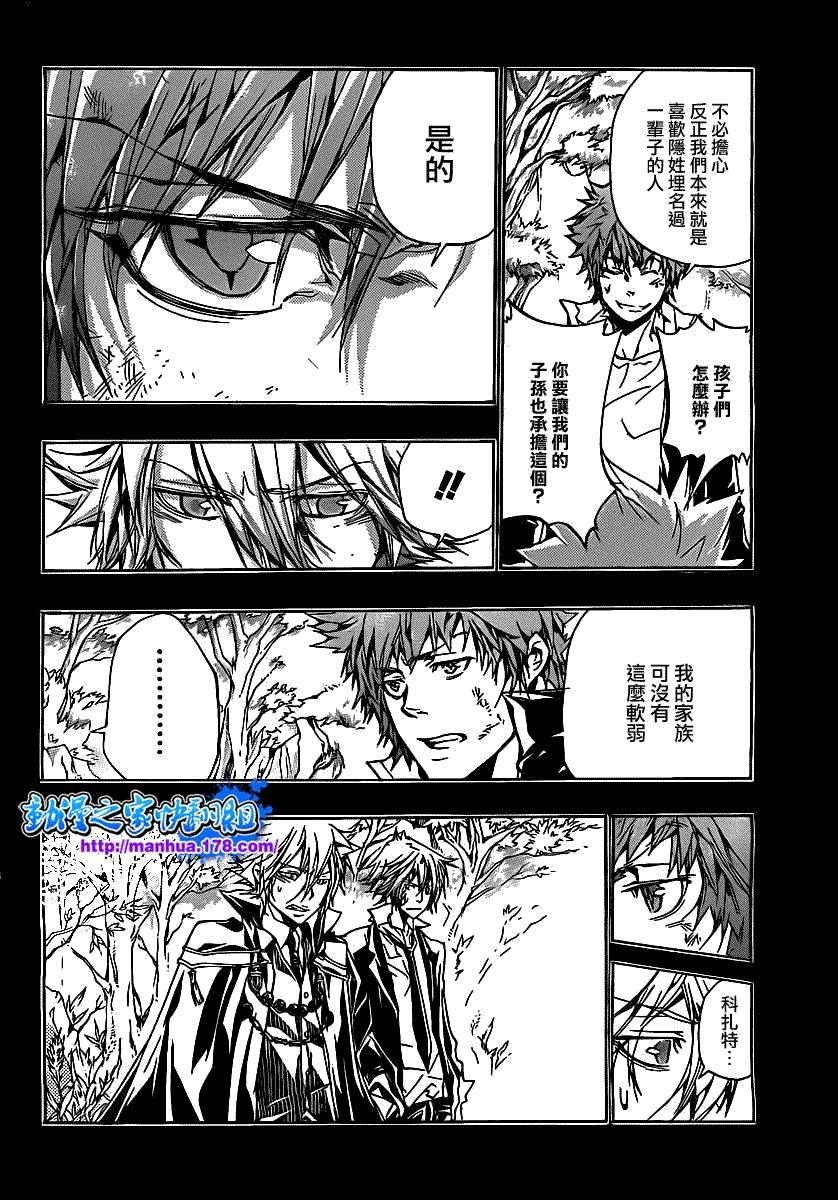 不必擔心
反正我們本來就是
喜歡隱姓埋名過
一輩子的人
孩子們
怎麼辦？
你要讓我們的
子孫也承擔這個？
是的
!!
我的家族
可沒有
這麼軟弱
………
科扎特…
動漫之家漢化組
http://manhua.178.com/